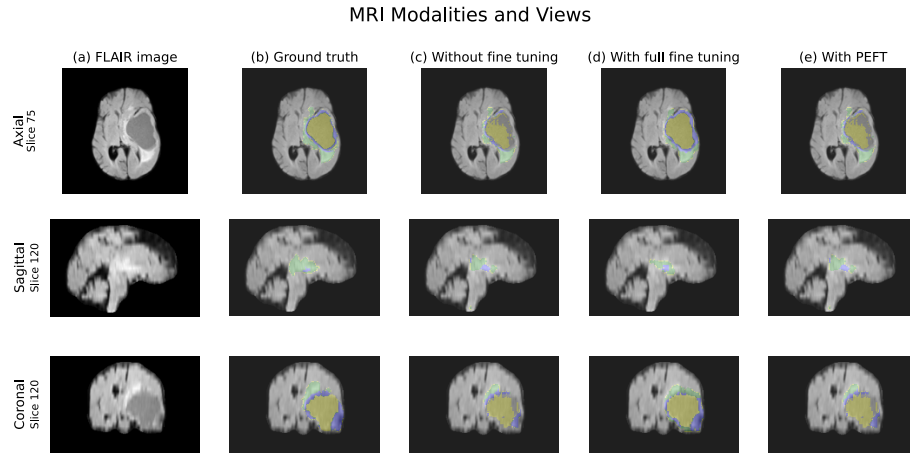 MRI Modalities and Views
(a) FLAIR image
(b) Ground truth
(c) Without fine tuning
(d) With full fine tuning
(e) With PEFT
Axial
Slice 75
Sagittal
Slice 120
Coronal
Slice 120